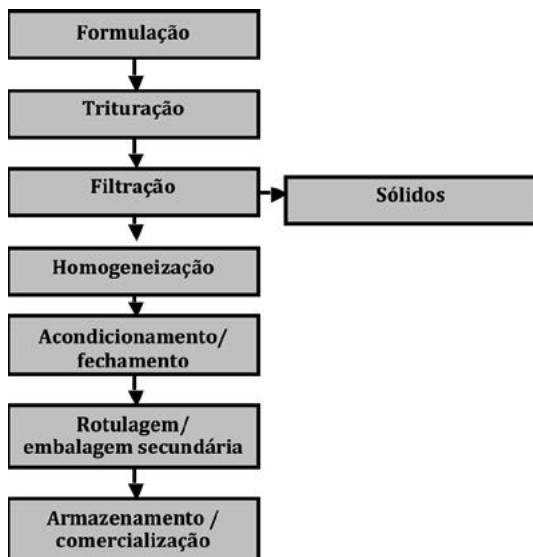 Formulação
Trituração
Filtração
Sólidos
Homogeneização
Acondicionamento/
fechamento
Rotulagem/
embalagem secundária
Armazenamento /
comercialização